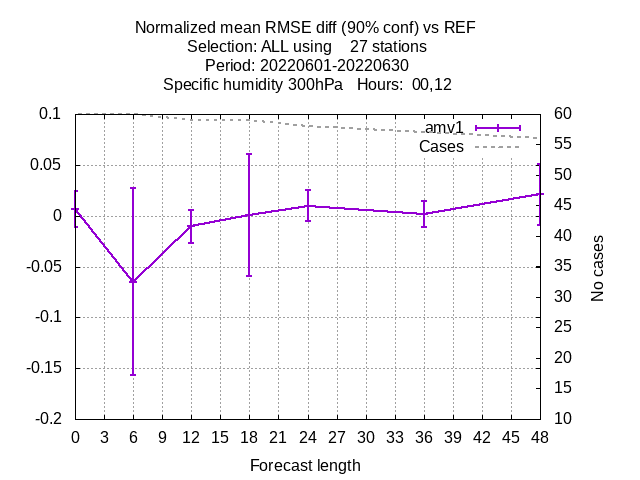 Normalized mean RMSE diff (90% conf) vs REF
Selection: ALL using    27 stations
Period: 20220601-20220630
Specific humidity 300hPa   Hours:  00,12
0.1
0.05
0
-0.05
-0.1
-0.15
-0.2
amv1
Cases
60
55
50
45
40
35
30
25
20
15
10
No cases
0 3 6 9 12 15 18 21 24 27 30 33 36 39 42 45 48
Forecast length